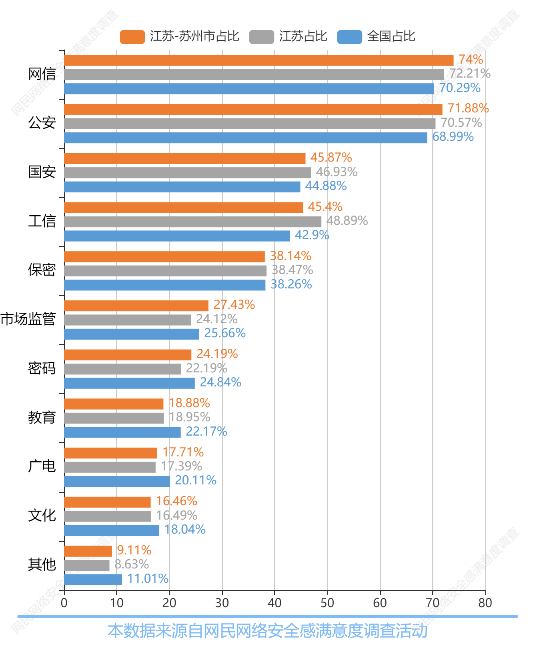 江苏-苏州市占比 江苏占比 全国占比
网信 74% 72.21% 70.29%
公安 71.88% 70.57% 68.99%
国安 45.87% 46.93% 44.88%
工信 45.4% 48.89% 42.9%
保密 38.14% 38.47% 38.26%
市场监管 27.43% 24.12% 25.66%
密码 24.19% 22.19% 24.84%
教育 18.88% 18.95% 22.17%
广电 17.71% 17.39% 20.11%
文化 16.46% 16.49% 18.04%
其他 9.11% 8.63% 11.01%
0 10 20 30 40 50 60 70 80
本数据来源自网民网络安全感满意度调查活动